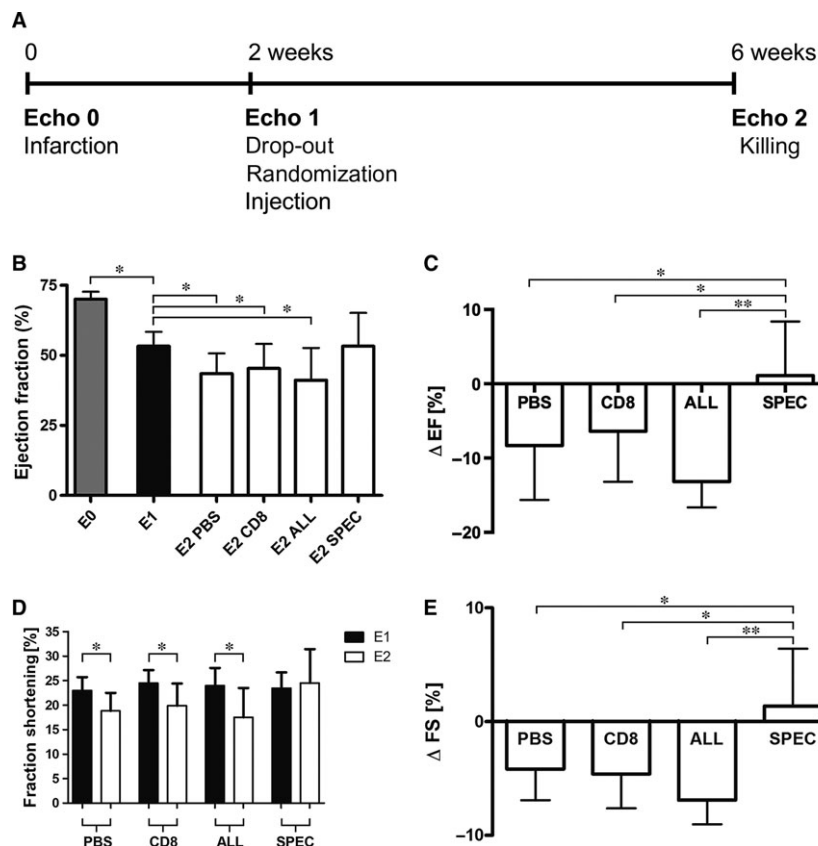 A
0 2 weeks 6 weeks
Echo 0 Echo 1 Echo 2
Infarction Drop-out Killing
Randomization
Injection
B
Ejection fraction (%)
75
50
25
0
* * * *
E0 E1 E2 PBS E2 CD8 E2 ALL E2 SPEC
C
Δ EF [%]
10
0
−10
−20
* * **
PBS CD8 ALL SPEC
D
Fraction shortening [%]
35
30
25
20
15
10
5
0
* * *
E1
E2
PBS CD8 ALL SPEC
E
Δ FS [%]
10
0
−10
* * **
PBS CD8 ALL SPEC